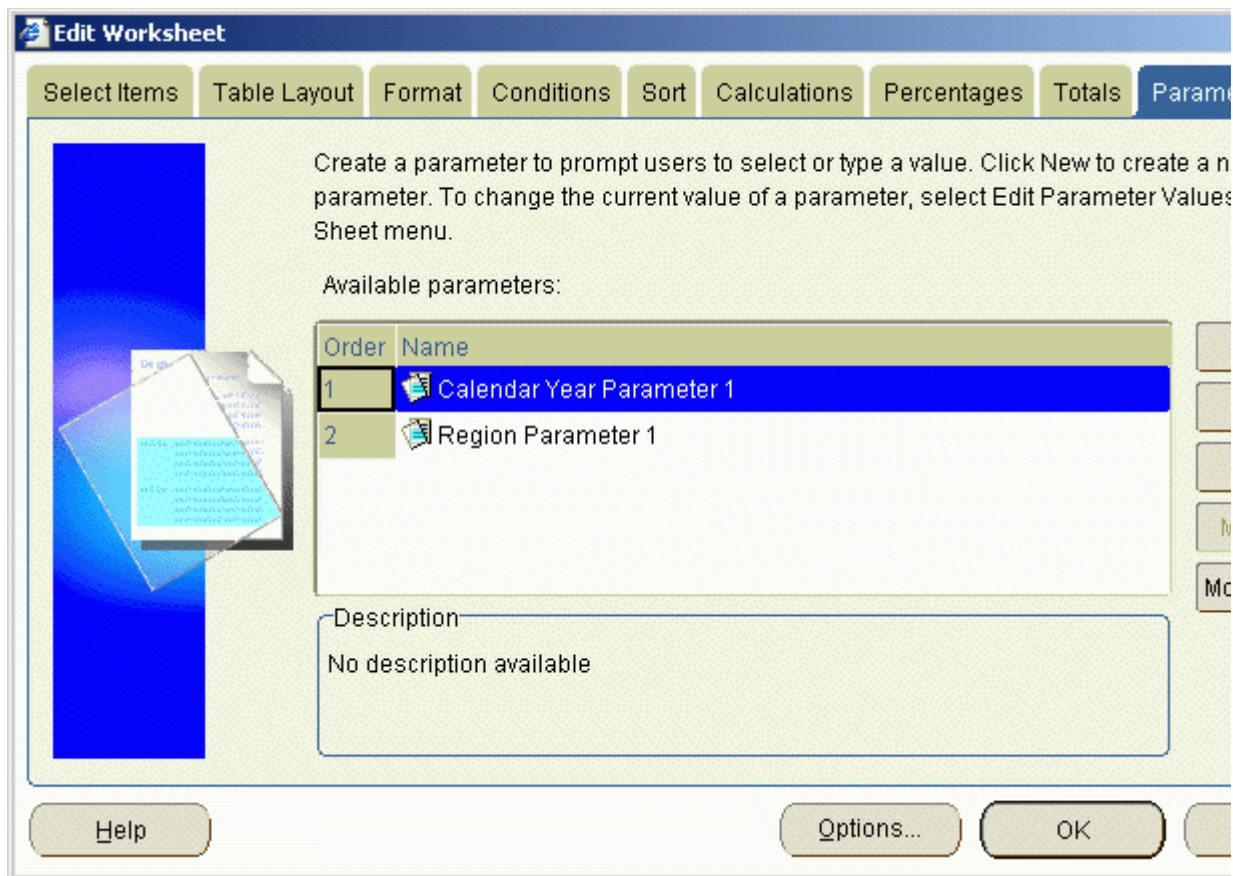 Edit Worksheet
Select Items Table Layout Format Conditions Sort Calculations Percentages Totals Parame
Create a parameter to prompt users to select or type a value. Click New to create a n
parameter. To change the current value of a parameter, select Edit Parameter Values
Sheet menu.
Available parameters:
Order Name
1 Calendar Year Parameter 1
2 Region Parameter 1
M
Mo
Description
No description available
Help Options... OK